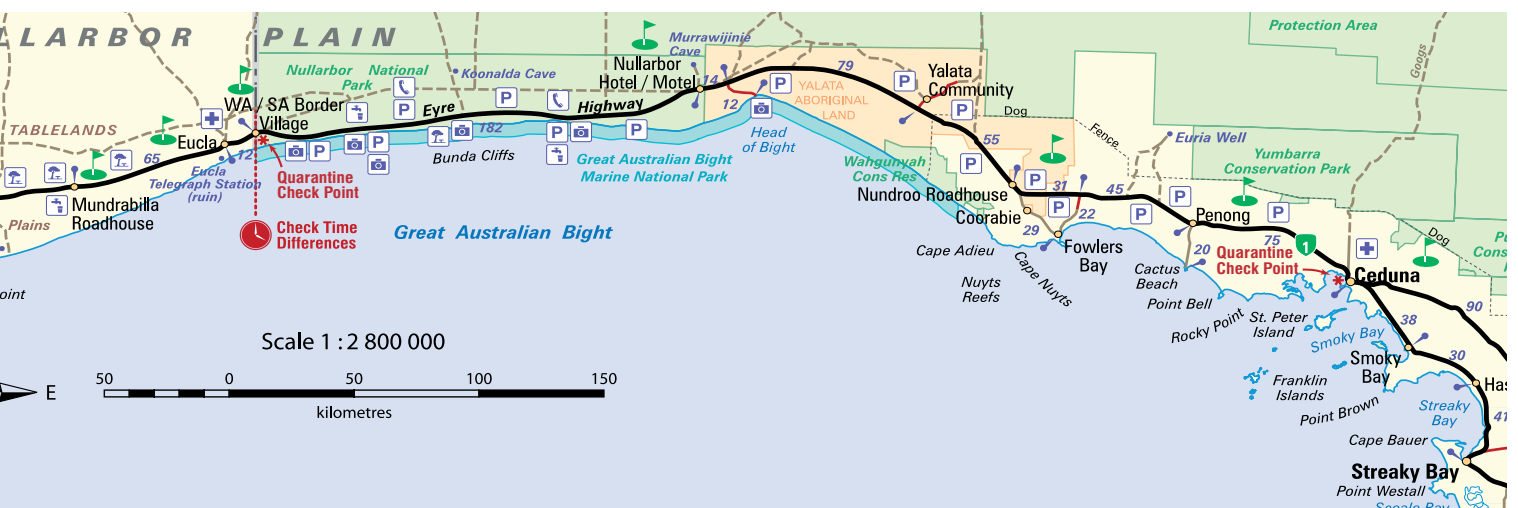 LLARBOR PLAIN
Protection Area
Googs
Murrawijinie
Cave
Nullarbor
Hotel / Motel
14
79
Nullarbor National
Park
Koonalda Cave
Yalata
Community
YALATA
ABORIGINAL
LAND
WA / SA Border
Village
Eyre
Highway
12
Dog
Fence
TABLELANDS
Eucla
12
182
Bunda Cliffs
Head
of Bight
55
Euria Well
65
Eucla
Telegraph Station
(ruin)
Quarantine
Check Point
Great Australian Bight
Marine National Park
Wahgunyah
Cons Res
Yumbarra
Conservation Park
Mundrabilla
Roadhouse
Plains
Nundroo Roadhouse
31
45
Coorabie
22
Penong
Check Time
Differences
Great Australian Bight
29
Fowlers
Bay
75
1
Dog
Pu
Cons
Cape Adieu
Cape Nuyts
20
Quarantine
Check Point
Ceduna
Nuyts
Reefs
Cactus
Beach
Point Bell
oint
90
Rocky Point
St. Peter
Island
38
Smoky Bay
Scale 1 : 2 800 000
Smoky
Bay
30
50 0 50 100 150
E
kilometres
Franklin
Islands
Has
Point Brown
Streaky
Bay
41
Cape Bauer
Streaky Bay
Point Westall